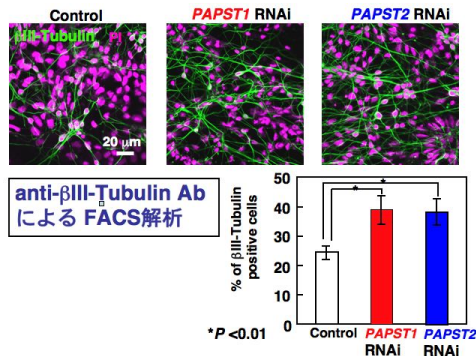 Control
PAPST1 RNAi
PAPST2 RNAi
βIII-Tubulin PI
20 μm
anti-βIII-Tubulin Ab
による FACS解析
% of βIII-Tubulin
positive cells
50
40
30
20
10
0
*
*
Control
PAPST1
RNAi
PAPST2
RNAi
*P <0.01